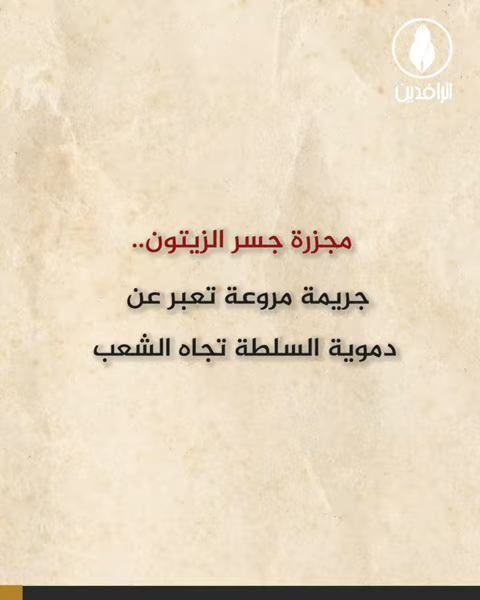 الرافدين
مجزرة جسر الزيتون..
جريمة مروعة تعبر عن
دموية السلطة تجاه الشعب